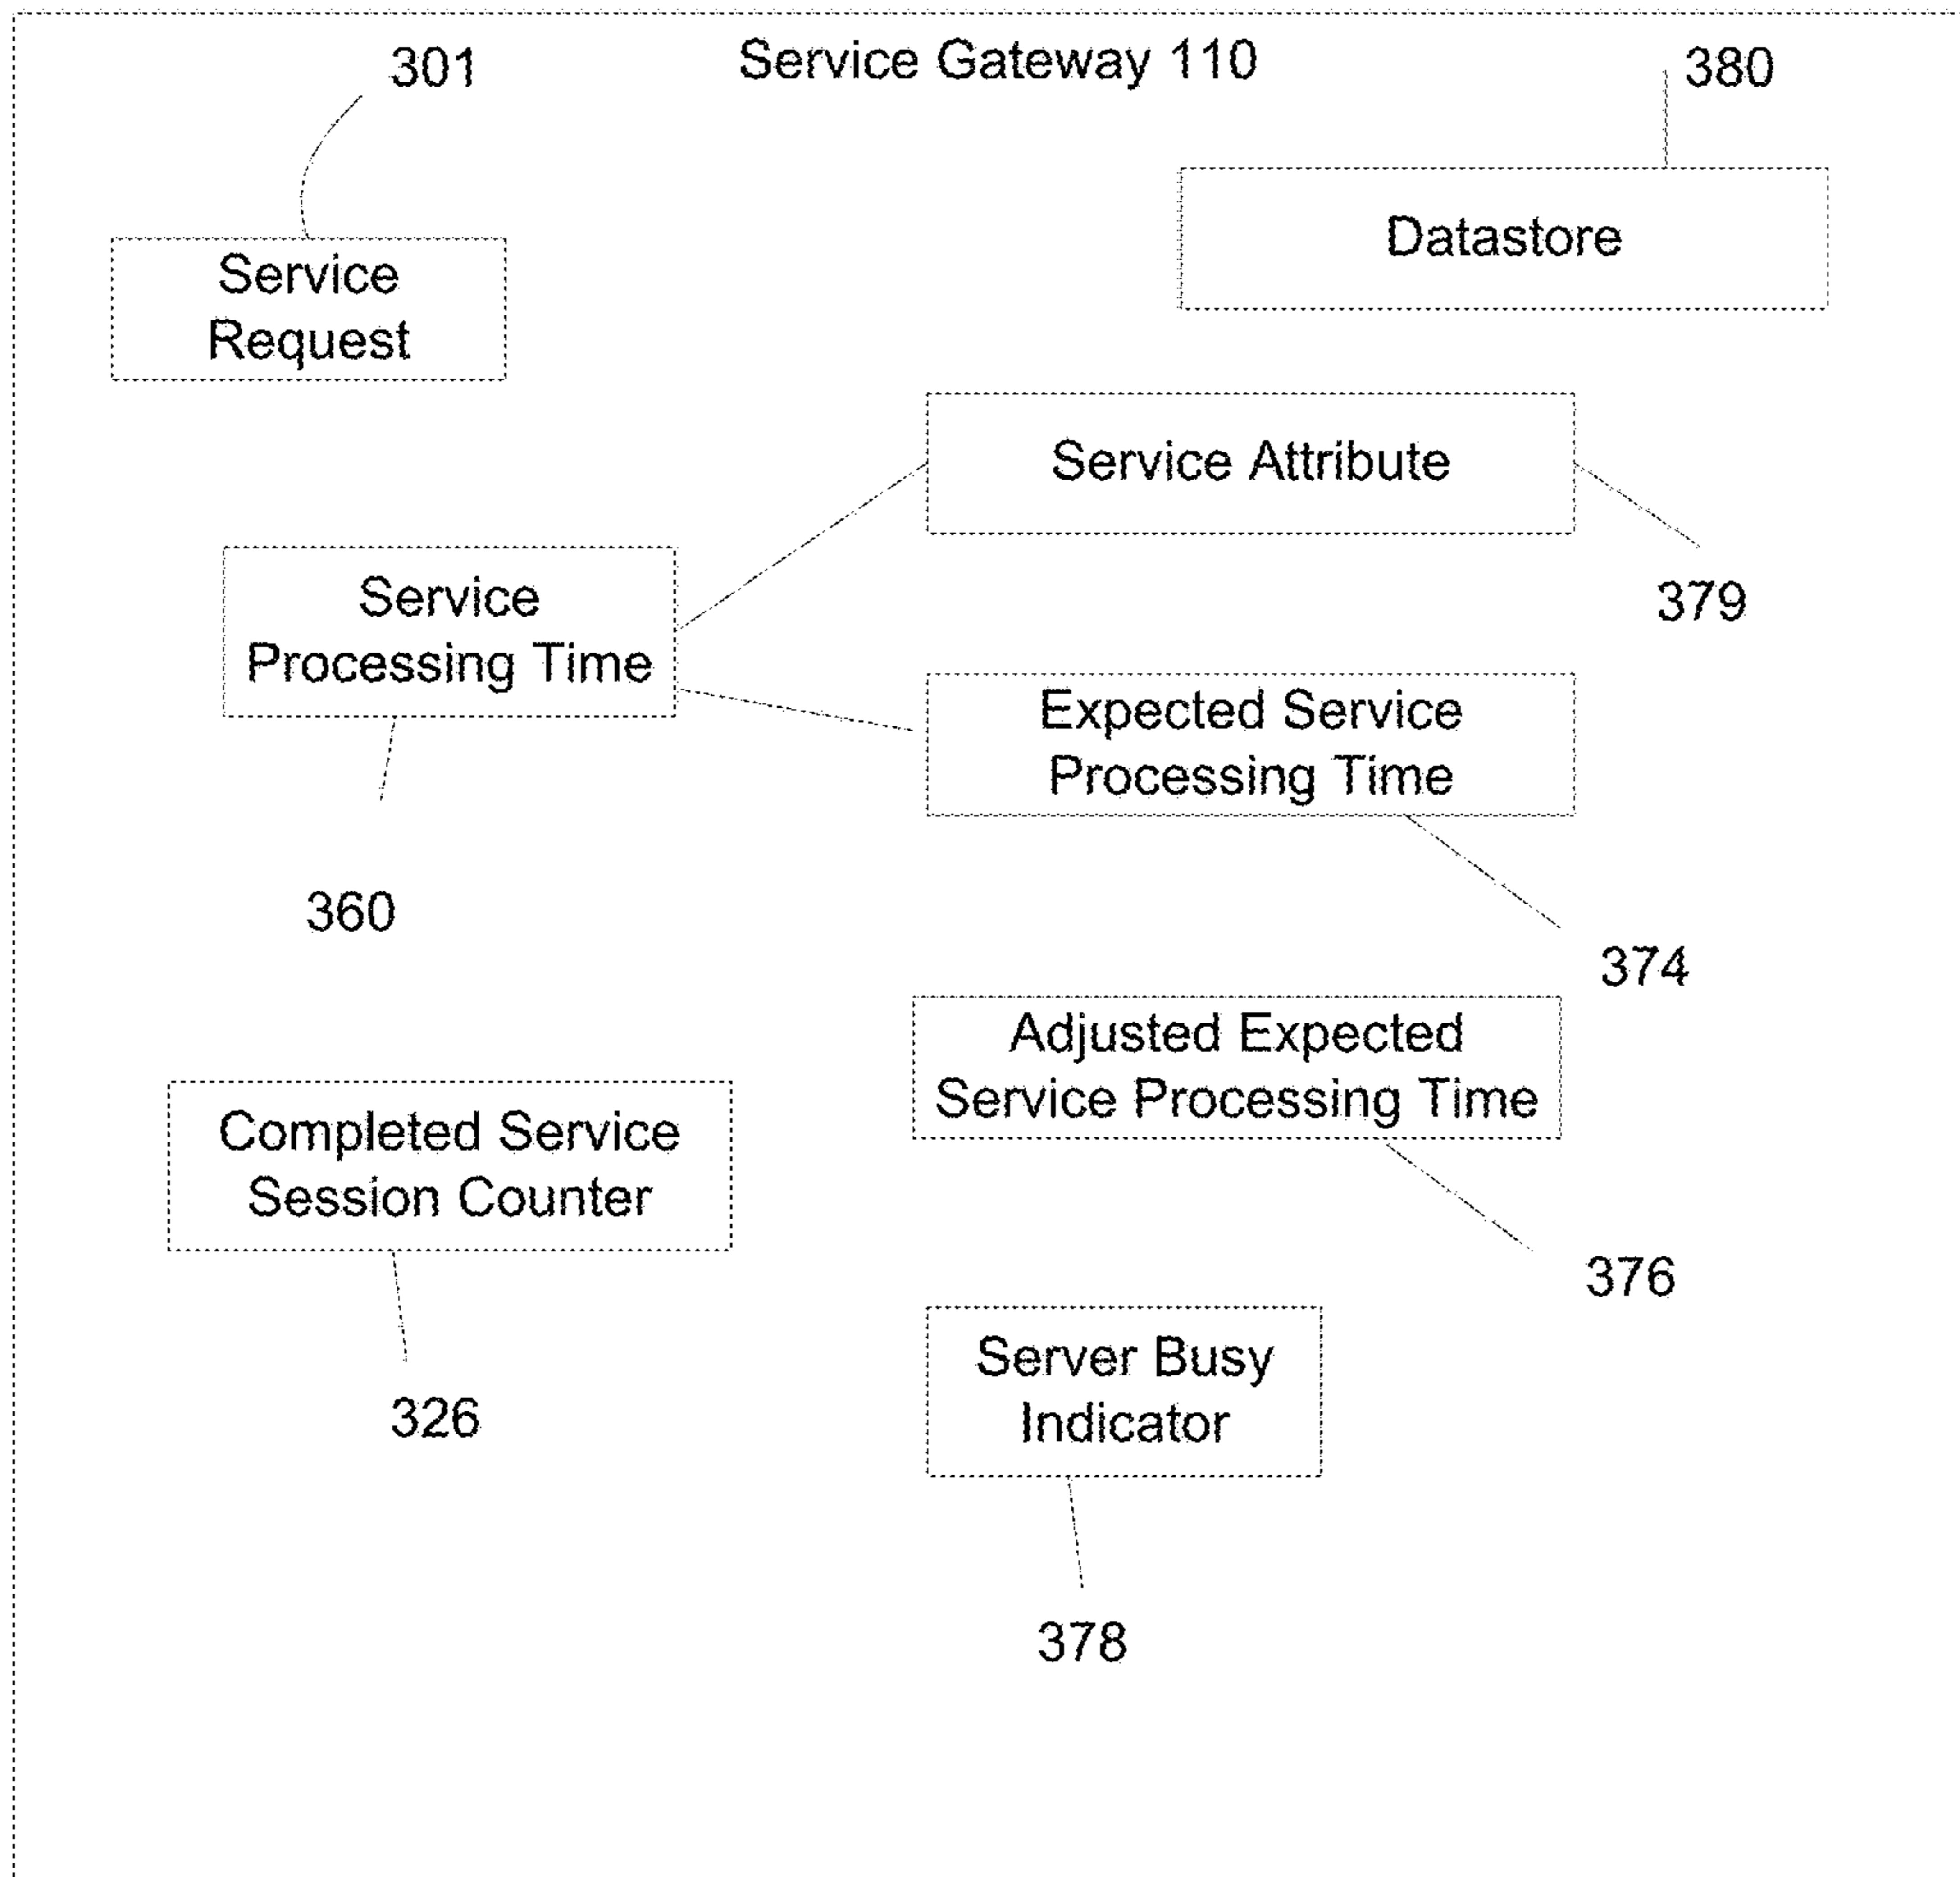 Service Gateway 110
301
380
Datastore
Service
Request
Service Attribute
379
Service
Processing Time
360
Expected Service
Processing Time
374
Adjusted Expected
Service Processing Time
376
Completed Service
Session Counter
326
Server Busy
Indicator
378